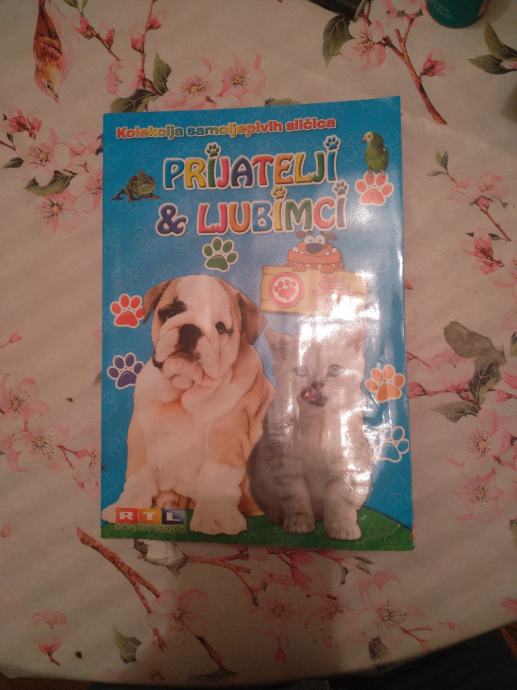 Kolekcija samoljepivih sličica
PRIJATELJI
& LJUBIMCI
RTL